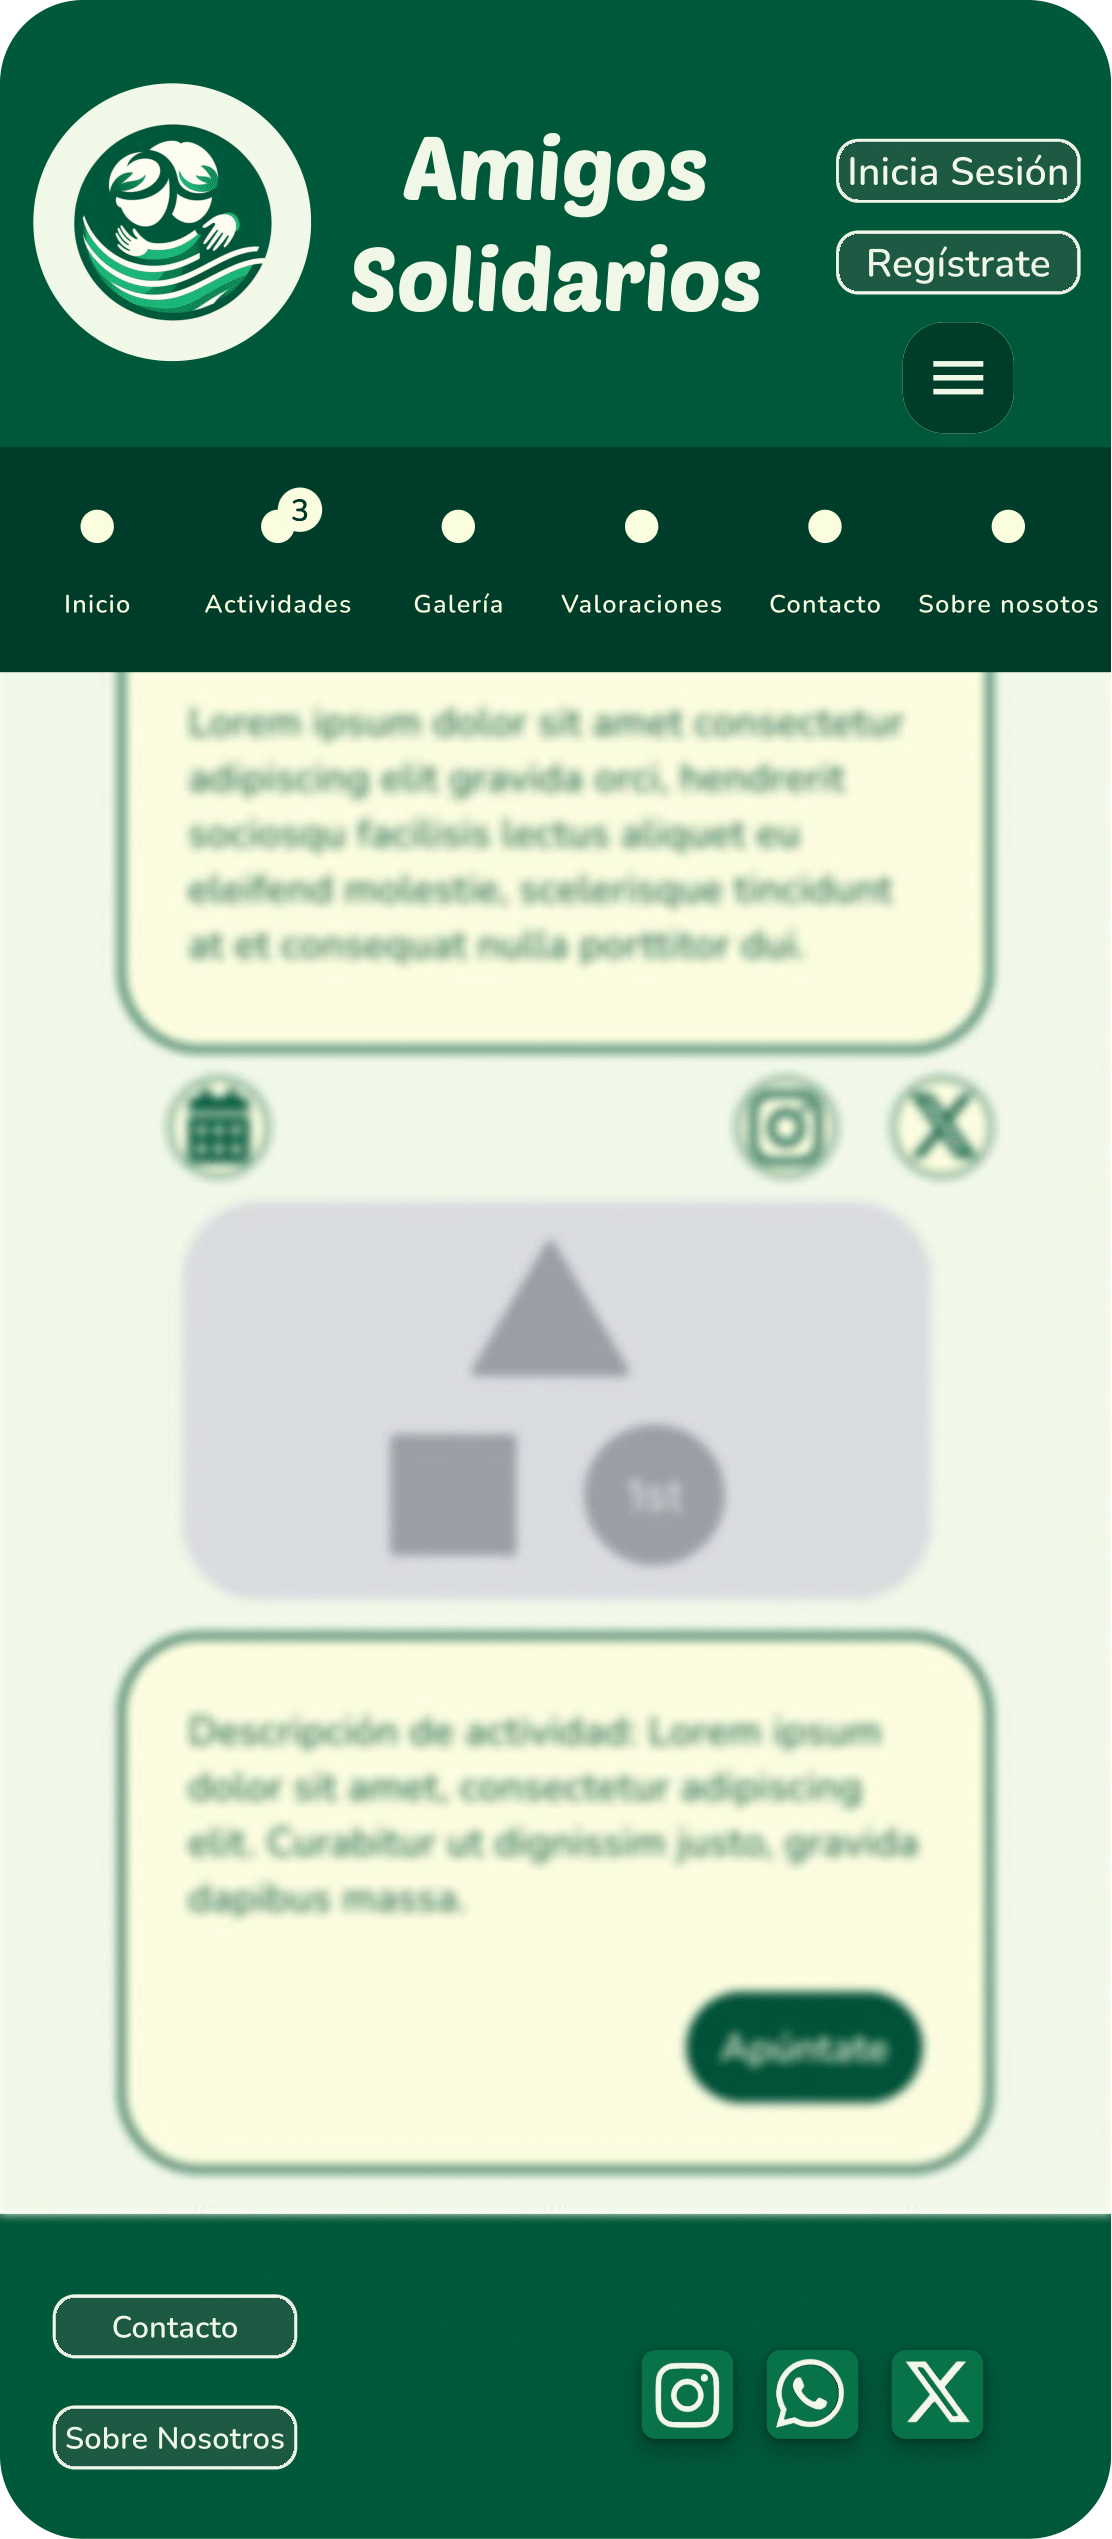 Amigos
Solidarios
Inicia Sesión
Regístrate
3
Inicio
Actividades
Galería
Valoraciones
Contacto
Sobre nosotos
Lorem ipsum dolor sit amet consectetur
adipiscing elit gravida orci, hendrerit
sociosqu facilisis lectus aliquet eu
eleifend molestie, scelerisque tincidunt
at et consequat nulla porttitor dui.
1st
Descripción de actividad: Lorem ipsum
dolor sit amet, consectetur adipiscing
elit. Curabitur ut dignissim justo, gravida
dapibus massa.
Apúntate
Contacto
Sobre Nosotros